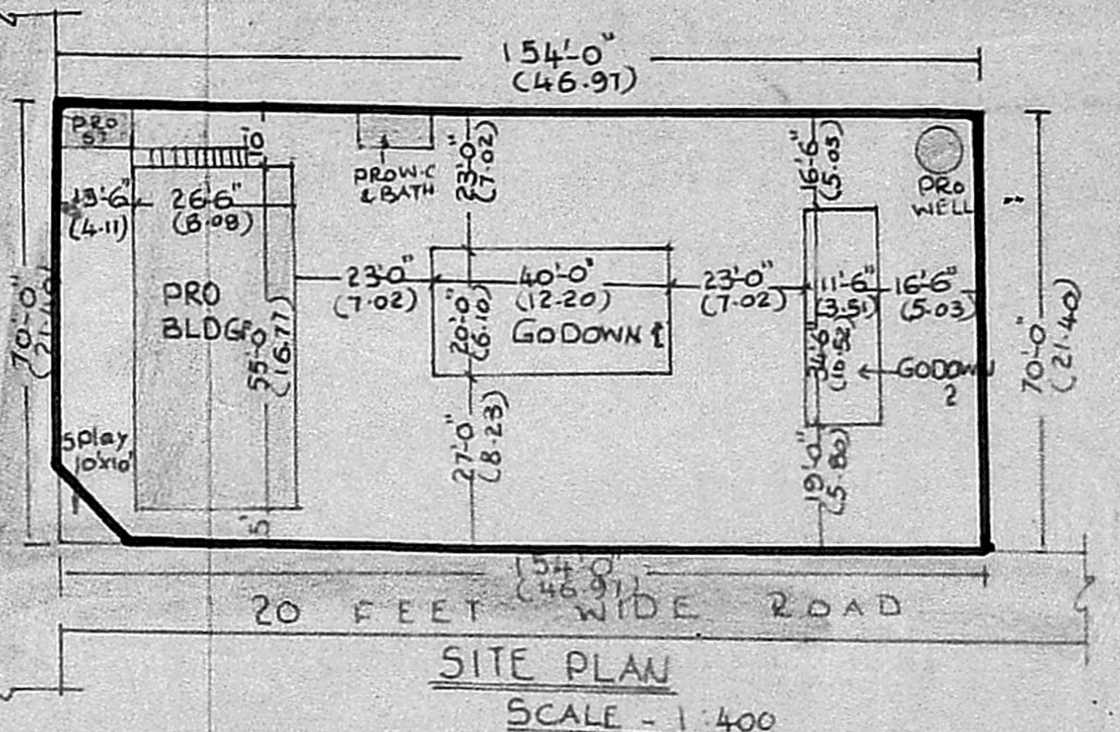 154'-0"
(46.97)
PRO
ST
10'
PRO W.C
& BATH
23'-0"
(7.02)
16'-6"
(5.03)
PRO
WELL
13'-6"
(4.11)
26'-6"
(8.08)
70'-0"
PRO
BLDG
55'-0"
(16.77)
23'-0"
(7.02)
40'-0"
(12.20)
20'-0"
(6.10)
GODOWN 1
23'-0"
(7.02)
11'-6"
(3.51)
16'-6"
(5.03)
34'-6"
(10.52)
GODOWN
2
70'-0"
(21.40)
Splay
10'x10'
27'-0"
(8.23)
19'-0"
(5.80)
5'
154'-0"
(46.97)
20 FEET WIDE ROAD
SITE PLAN
SCALE - 1:400